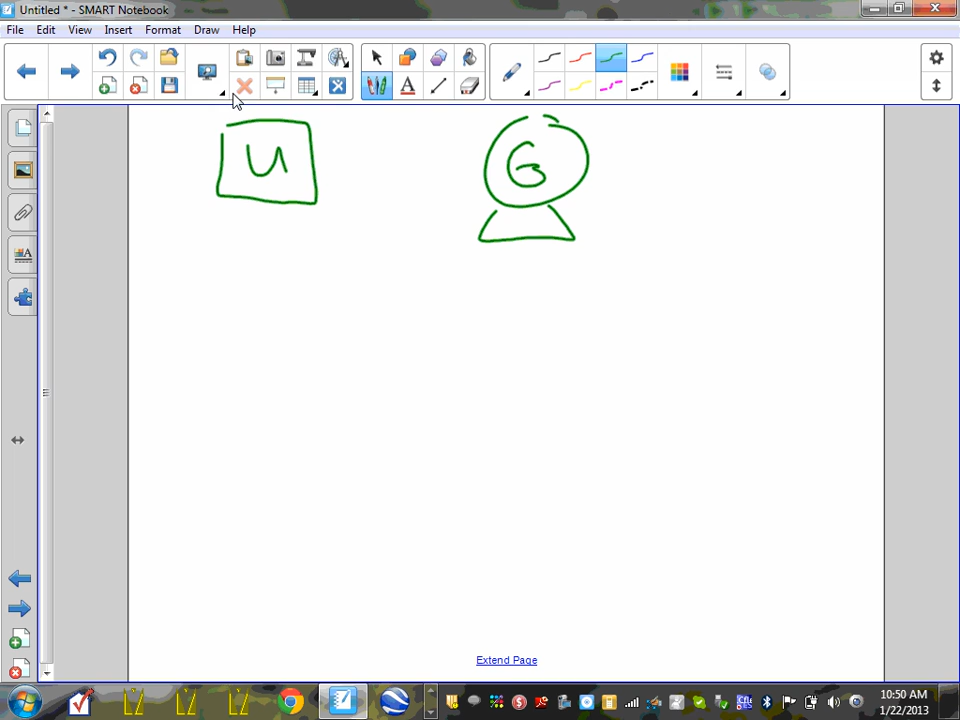 Untitled * - SMART Notebook
File Edit View Insert Format Draw Help
U
G
Extend Page
10:50 AM
1/22/2013